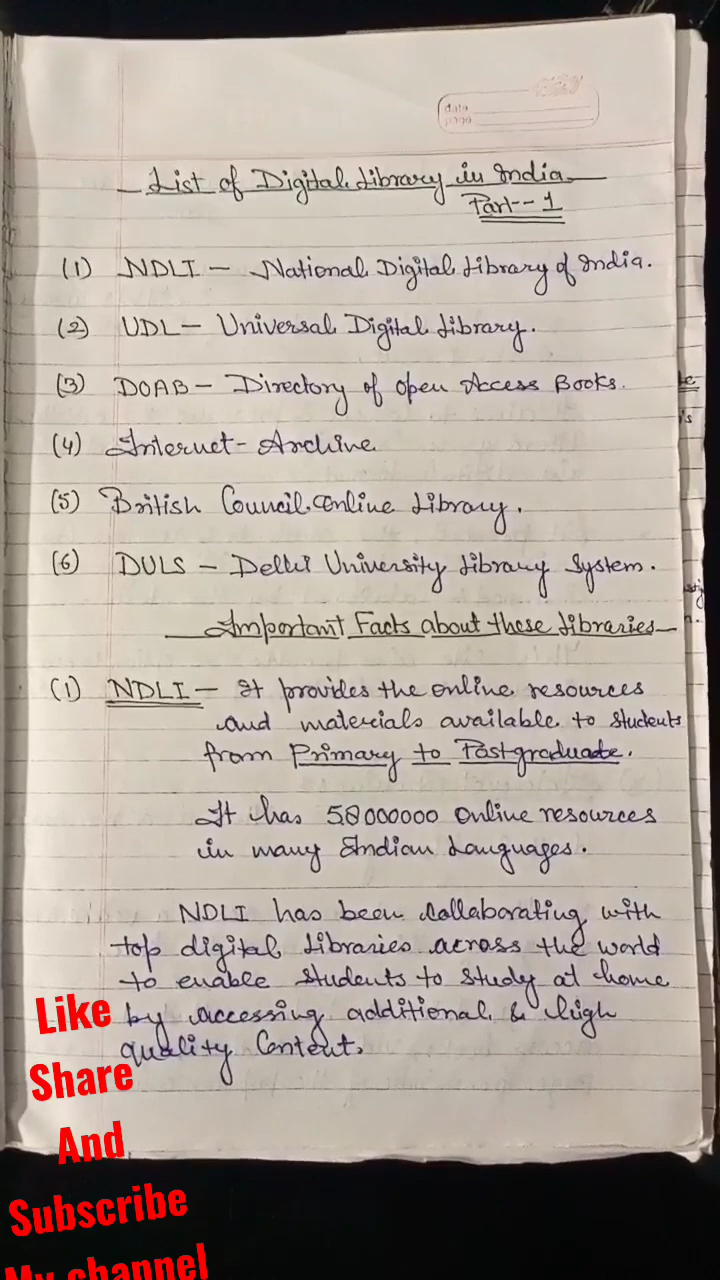 date
page
List of Digital Library in India
Part-- 1
(1) NDLI - National Digital Library of India.
(2) UDL - Universal Digital Library.
(3) DOAB - Directory of open Access Books.
(4) Internet - Archive
(5) British Council online Library.
(6) DULS - Delhi University Library System.
Important Facts about these Libraries
(1) NDLI - It provides the online resources
and materials available to students
from Primary to Postgraduate.
It has 58000000 online resources
in many Indian Languages.
NDLI has been Collaborating with
top digital Libraries across the world
to enable students to study at home
by accessing additional & high
quality Content.
Like
Share
And
Subscribe
My channel